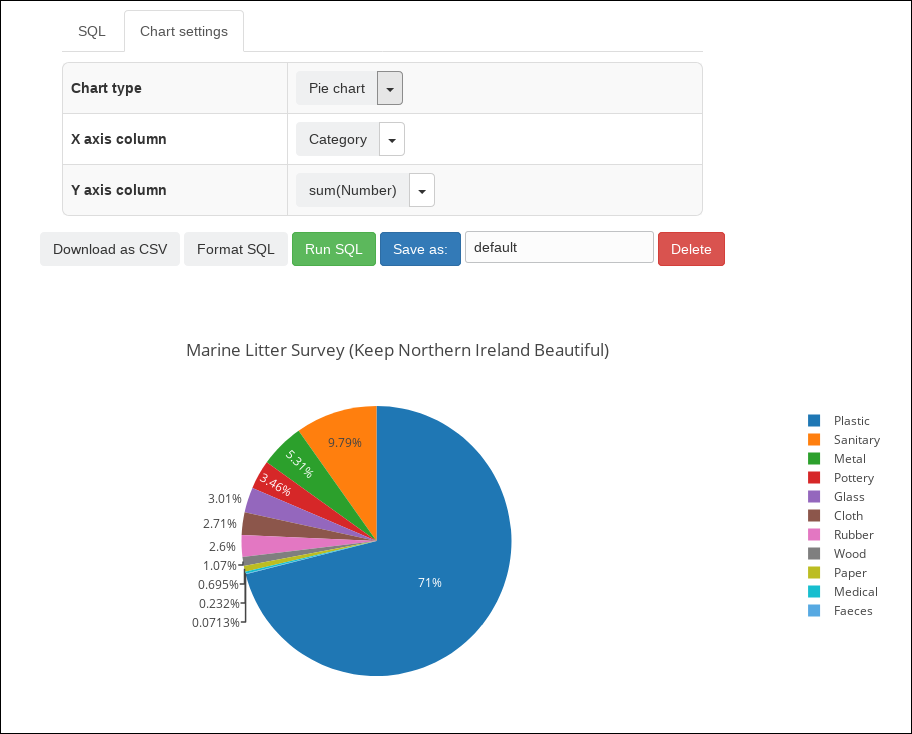 SQL Chart settings
Chart type Pie chart
X axis column Category
Y axis column sum(Number)
Download as CSV Format SQL Run SQL Save as: default Delete
Marine Litter Survey (Keep Northern Ireland Beautiful)
71%
9.79%
5.31%
3.46%
3.01%
2.71%
2.6%
1.07%
0.695%
0.232%
0.0713%
Plastic
Sanitary
Metal
Pottery
Glass
Cloth
Rubber
Wood
Paper
Medical
Faeces